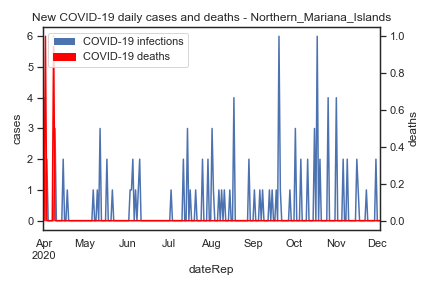 New COVID-19 daily cases and deaths - Northern_Mariana_Islands
COVID-19 infections
COVID-19 deaths
6
5
4
3
2
1
0
cases
1.0
0.8
0.6
0.4
0.2
0.0
deaths
Apr May Jun Jul Aug Sep Oct Nov Dec
2020
dateRep